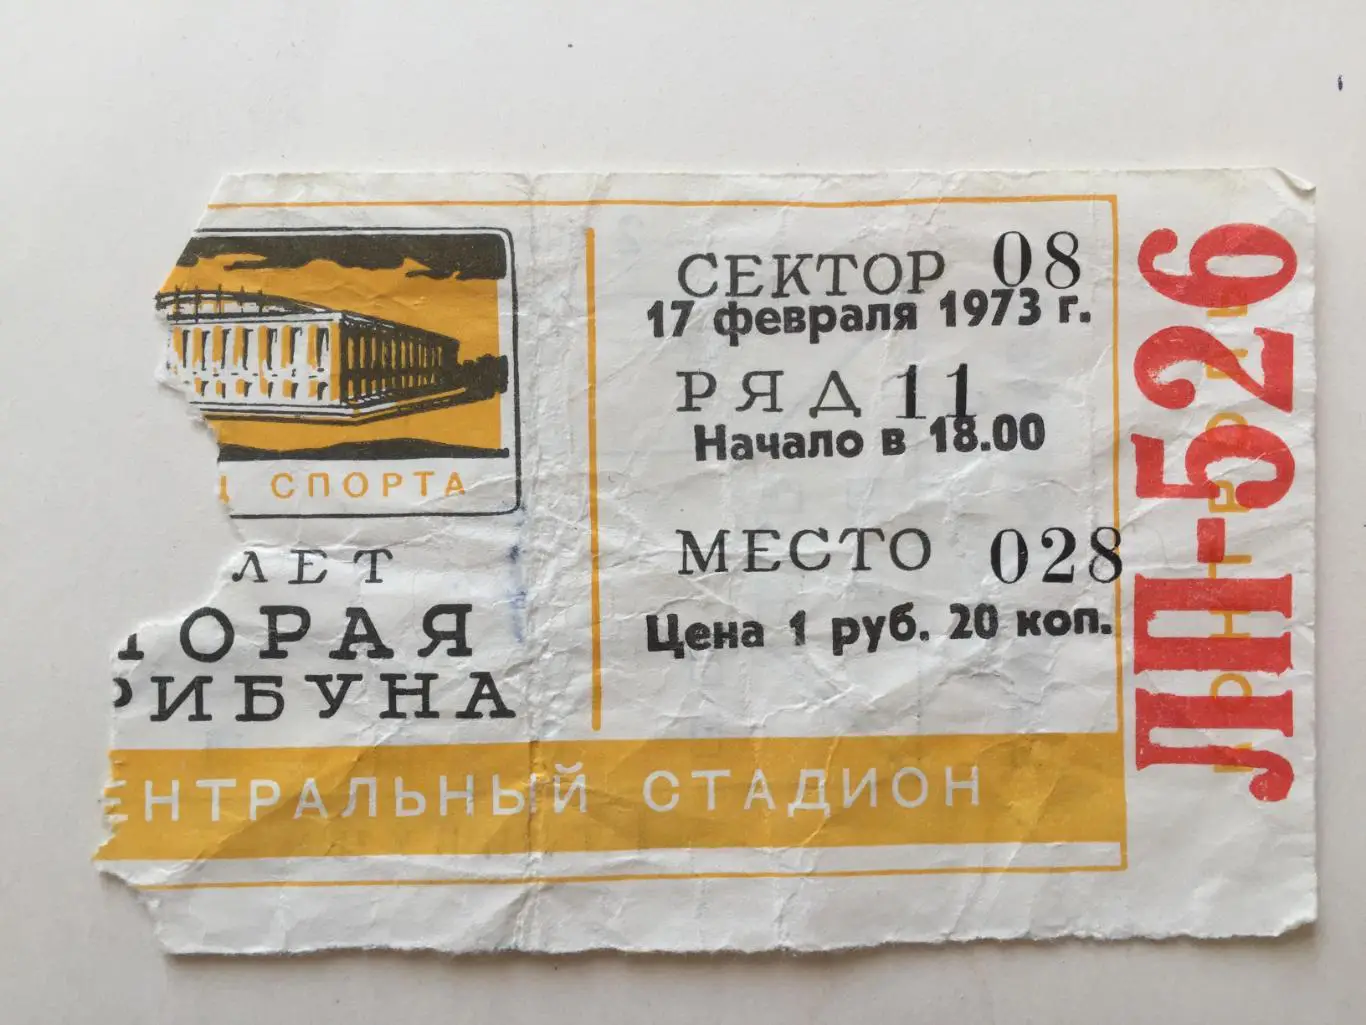 Ц СПОРТА
ЛЕТ
ТОРАЯ
РИБУНА
ЕНТРАЛЬНЫЙ СТАДИОН
СЕКТОР 08
17 февраля 1973 г.
РЯД 11
Начало в 18.00
МЕСТО 028
Цена 1 руб. 20 коп.
ЛП-526